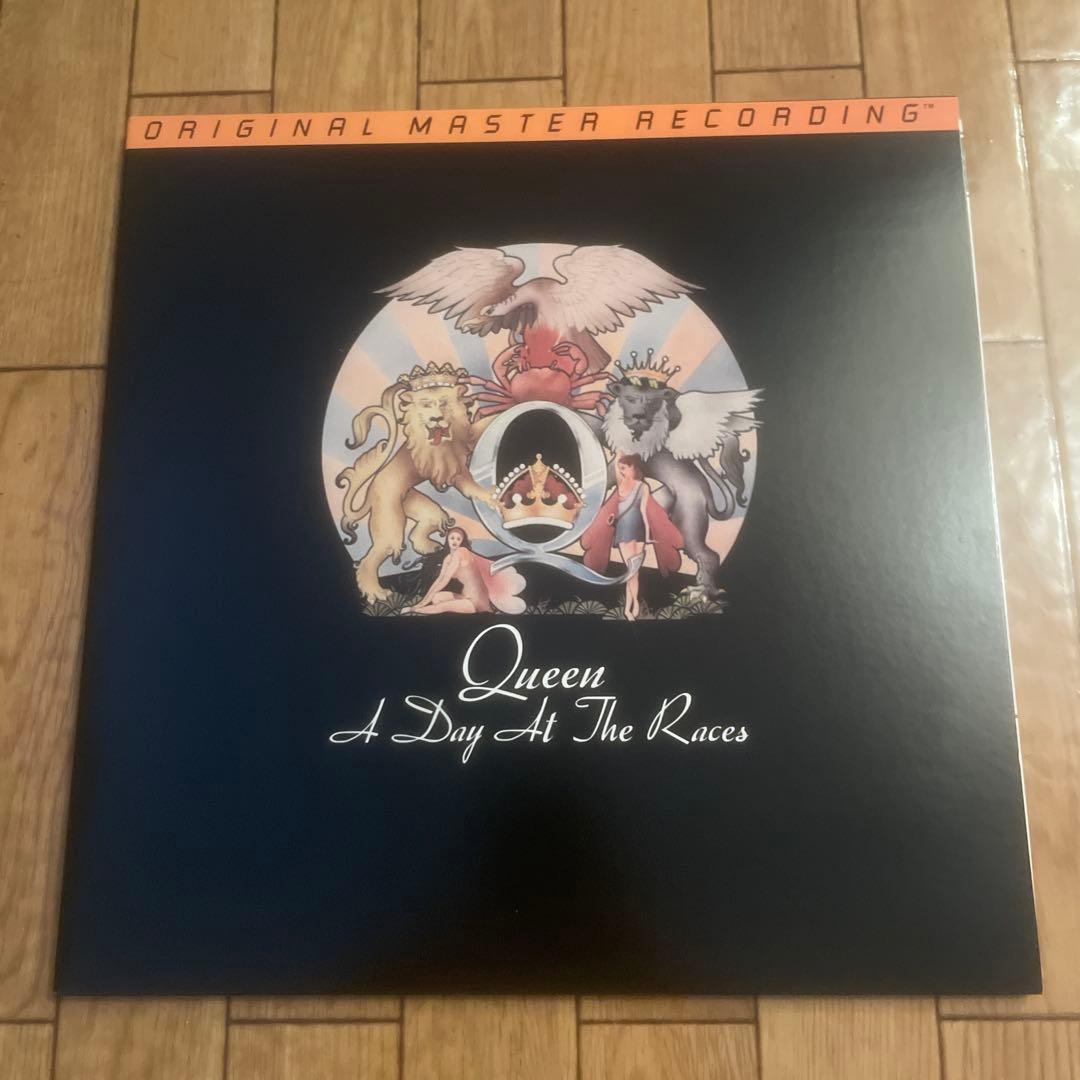 ORIGINAL MASTER RECORDING™
Queen
A Day At The Races